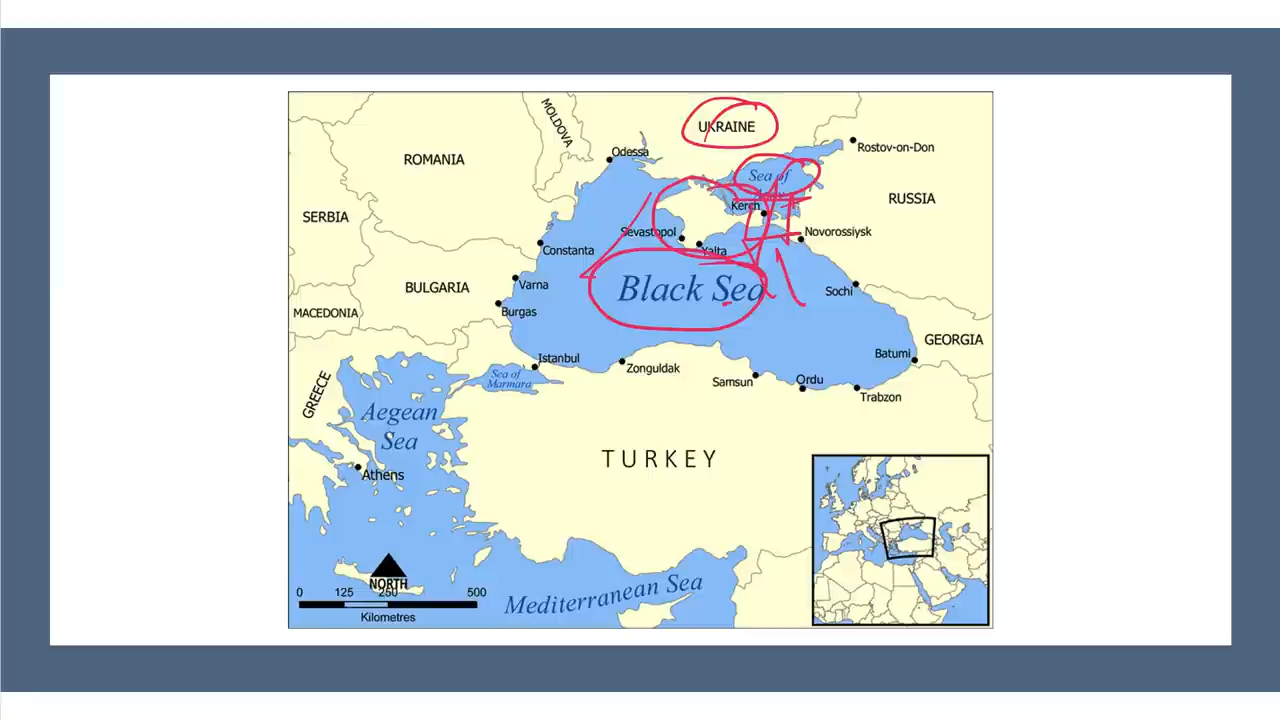 MOLDOVA
UKRAINE
Odessa
Rostov-on-Don
ROMANIA
Sea of
Kerch
RUSSIA
SERBIA
Sevastopol
Novorossiysk
Constanta
Yalta
Varna
BULGARIA
Black Sea
Sochi
MACEDONIA
Burgas
GEORGIA
Istanbul
Batumi
Zonguldak
Sea of
Marmara
Samsun
Ordu
Trabzon
GREECE
Aegean
Sea
TURKEY
Athens
NORTH
Mediterranean Sea
0 125 250 500
Kilometres